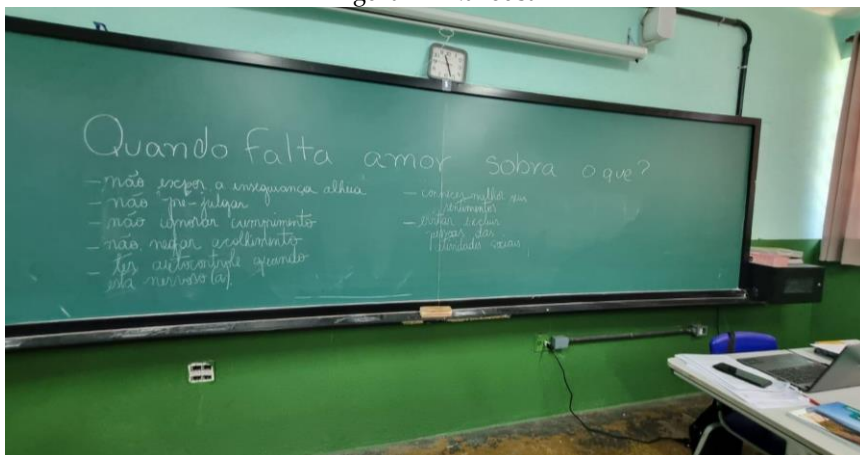 Quando falta amor sobra o que?
- não expor a insegurança alheia
- não pré-julgar
- não ignorar cumprimento
- não negar acolhimento
- ter autocontrole quando
está nervoso(a).
- conhecer melhor seus
sentimentos
- evitar excluir
pessoas das
atividades sociais